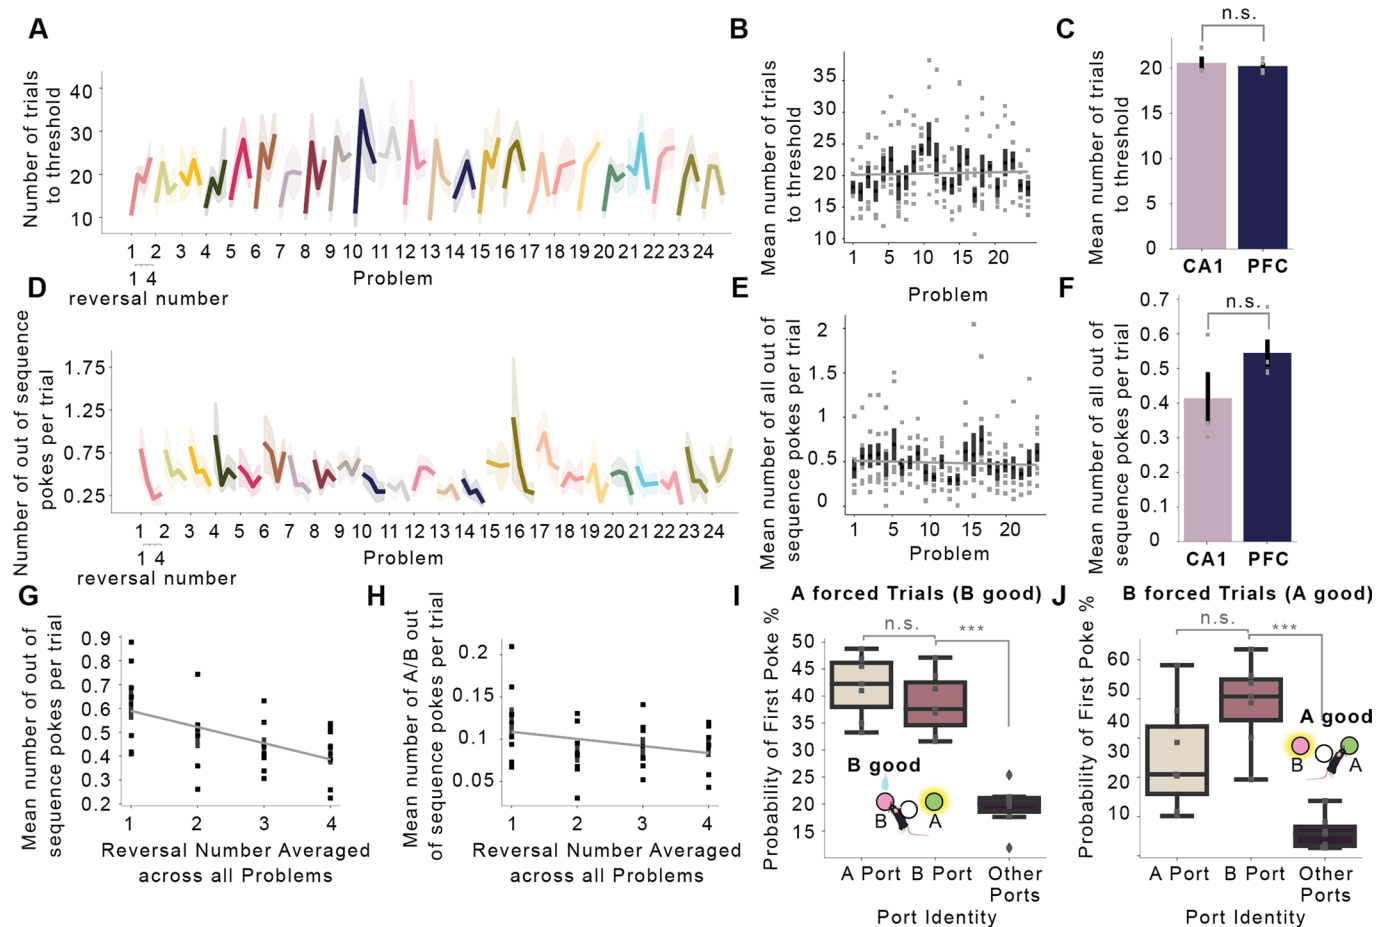 A
Number of trials
to threshold
40
30
20
10
1 2 3 4 5 6 7 8 9 10 11 12 13 14 15 16 17 18 19 20 21 22 23 24
1 4
Problem
reversal number
B
Mean number of trials
to threshold
35
30
25
20
15
10
1 5 10 15 20
Problem
C
n.s.
Mean number of trials
to threshold
20
15
10
5
0
CA1 PFC
D
Number of out of sequence
pokes per trial
1.75
1.25
0.75
0.25
1 2 3 4 5 6 7 8 9 10 11 12 13 14 15 16 17 18 19 20 21 22 23 24
1 4
Problem
reversal number
E
Mean number of all out of
sequence pokes per trial
2
1.5
1
0.5
0
1 5 10 15 20
Problem
F
n.s.
Mean number of all out of
sequence pokes per trial
0.7
0.6
0.5
0.4
0.3
0.2
0.1
0
CA1 PFC
G
Mean number of out of
sequence pokes per trial
0.9
0.8
0.7
0.6
0.5
0.4
0.3
0.2
1 2 3 4
Reversal Number Averaged
across all Problems
H
Mean number of A/B out
of sequence pokes per trial
0.2
0.15
0.1
0.05
1 2 3 4
Reversal Number Averaged
across all Problems
I
A forced Trials (B good)
n.s.
***
Probability of First Poke %
50
45
40
35
30
25
20
15
B good
B A
A Port B Port Other
Ports
Port Identity
J
B forced Trials (A good)
n.s.
***
Probability of First Poke %
60
50
40
30
20
10
A good
B A
A Port B Port Other
Ports
Port Identity